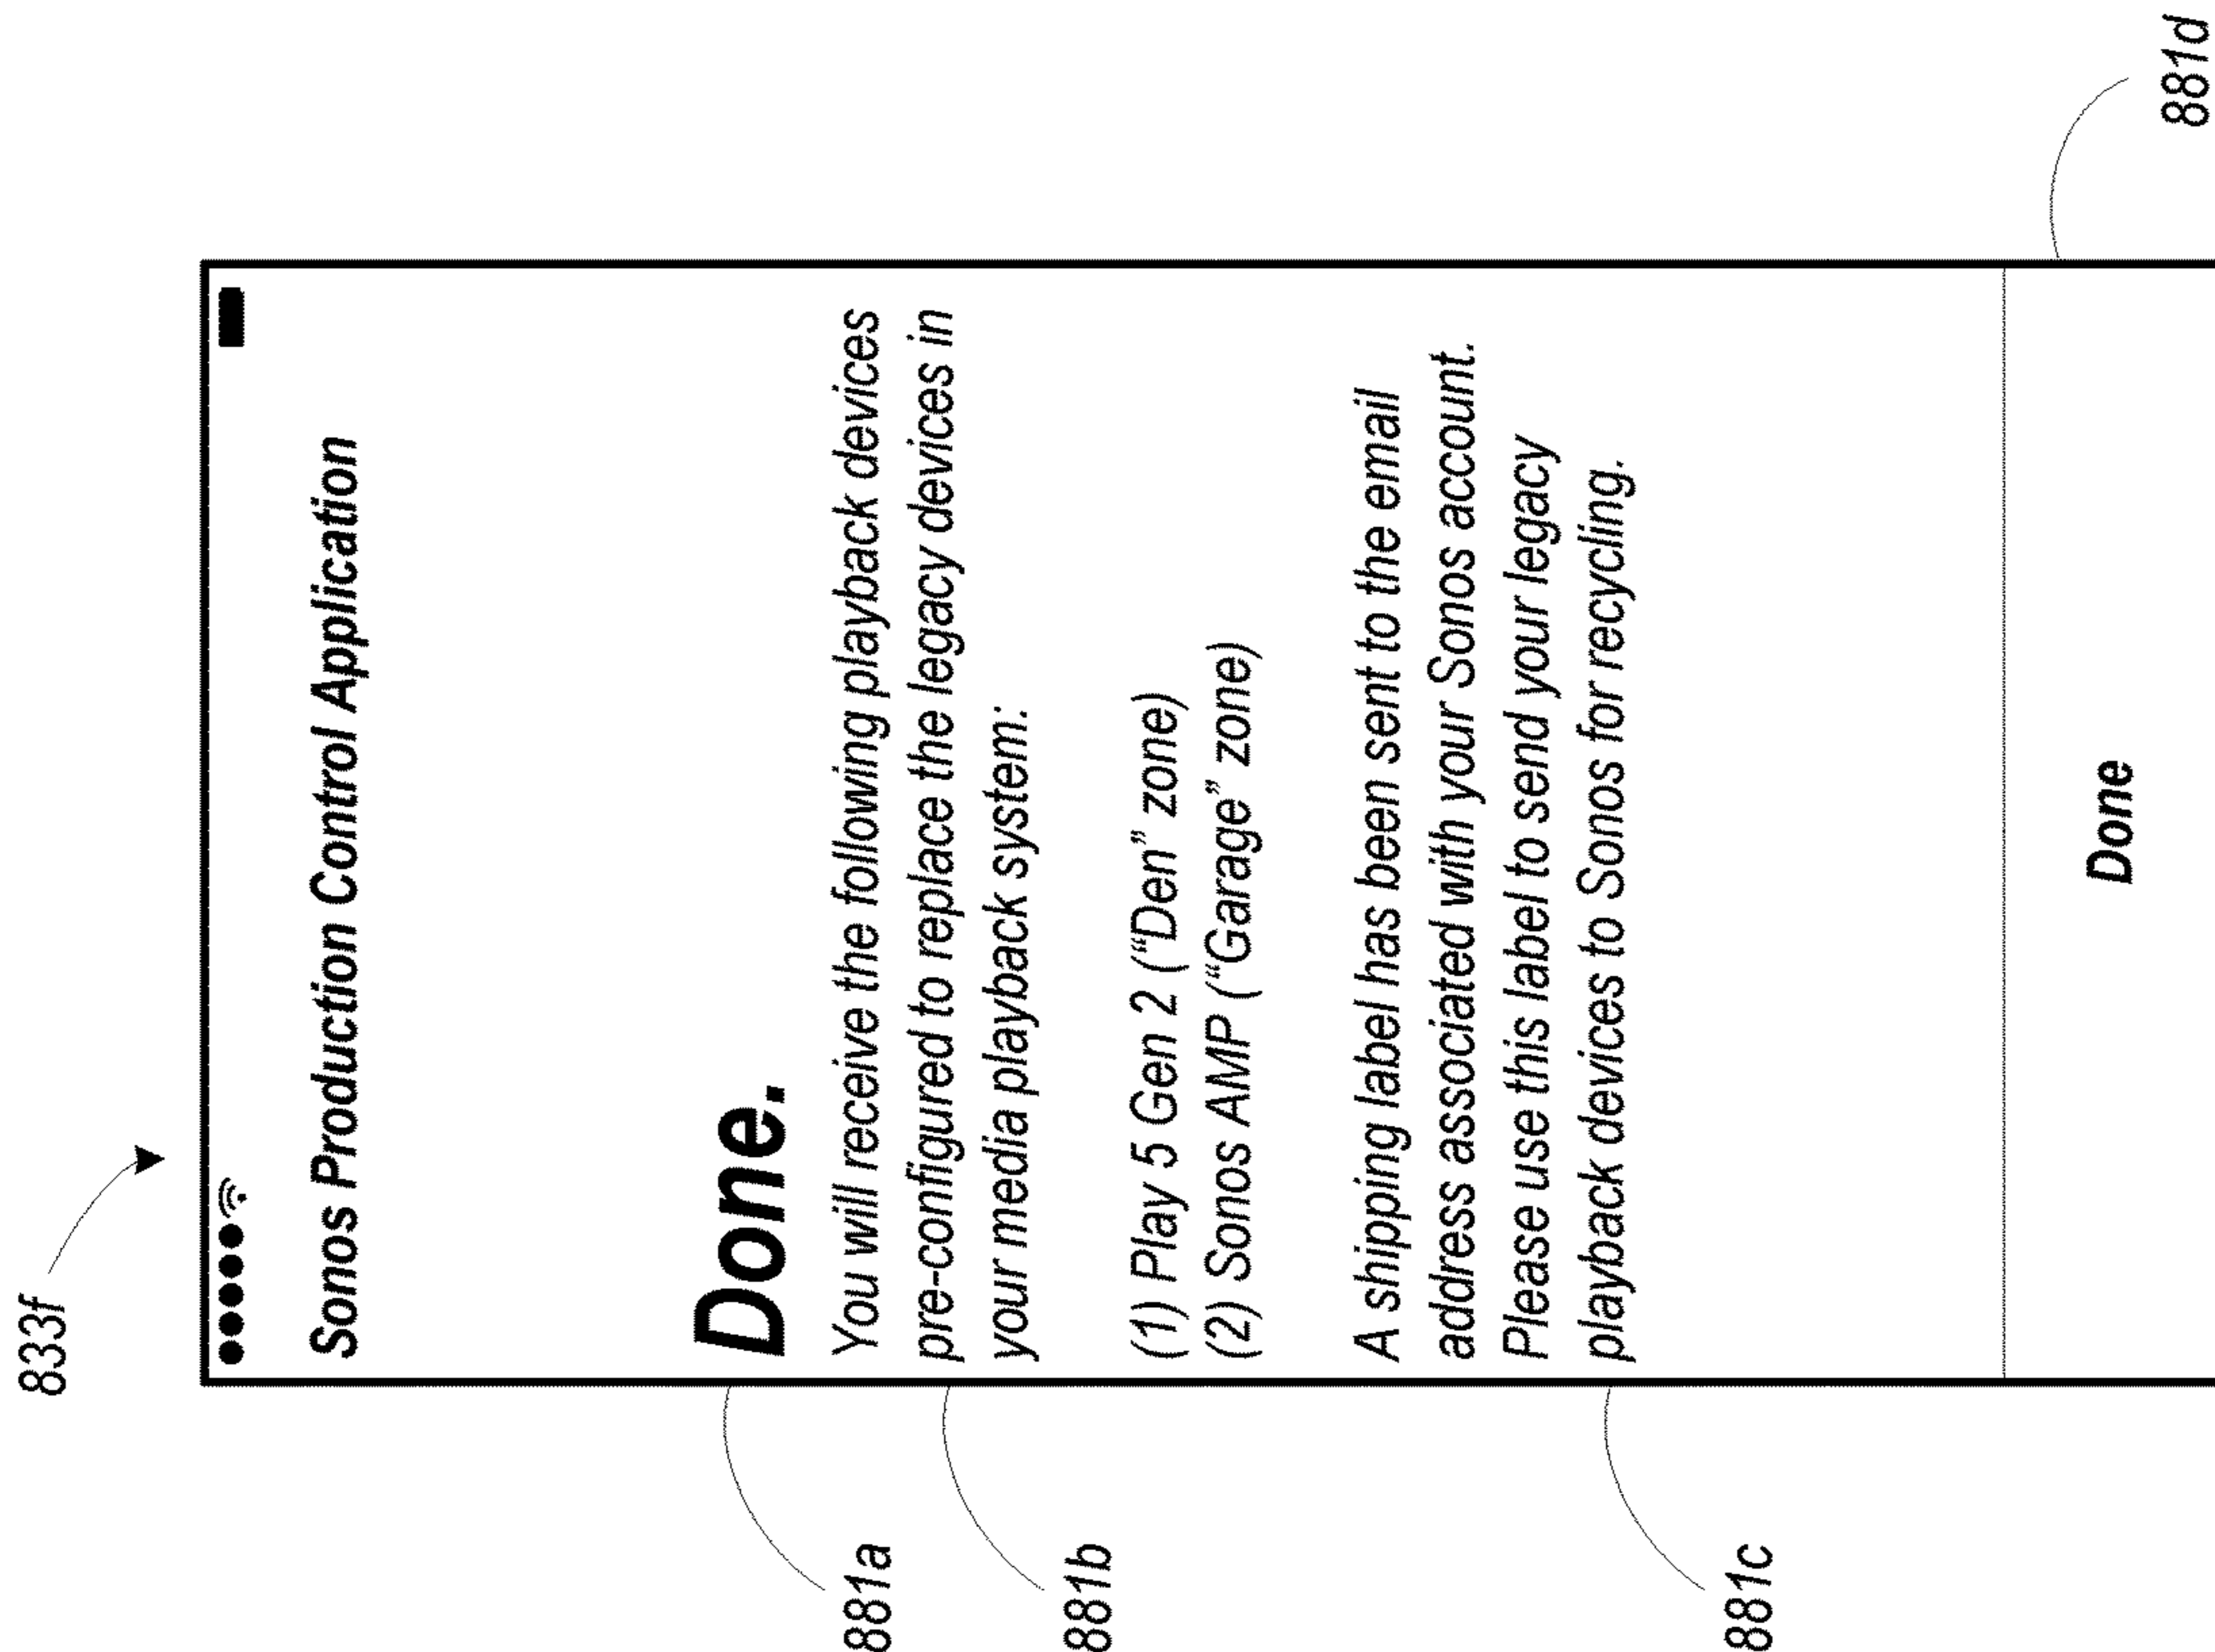 833f
Sonos Production Control Application
881a
Done.
881b
You will receive the following playback devices
pre-configured to replace the legacy devices in
your media playback system:
(1) Play 5 Gen 2 (“Den” zone)
(2) Sonos AMP (“Garage” zone)
881c
A shipping label has been sent to the email
address associated with your Sonos account.
Please use this label to send your legacy
playback devices to Sonos for recycling.
881d
Done